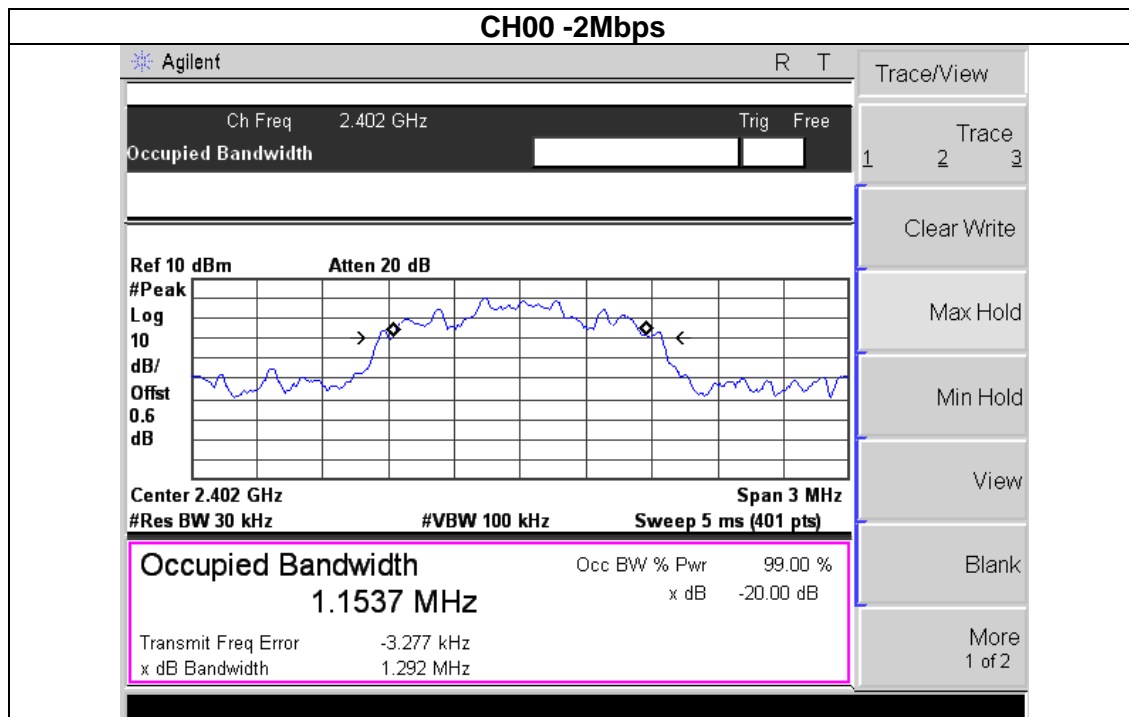 CH00 -2Mbps
Agilent R T
Trace/View
Ch Freq 2.402 GHz Trig Free
Occupied Bandwidth
Trace
1 2 3
Clear Write
Max Hold
Min Hold
View
Blank
More
1 of 2
Ref 10 dBm Atten 20 dB
#Peak
Log
10
dB/
Offst
0.6
dB
Center 2.402 GHz Span 3 MHz
#Res BW 30 kHz #VBW 100 kHz Sweep 5 ms (401 pts)
Occupied Bandwidth Occ BW % Pwr 99.00 %
1.1537 MHz x dB -20.00 dB
Transmit Freq Error -3.277 kHz
x dB Bandwidth 1.292 MHz